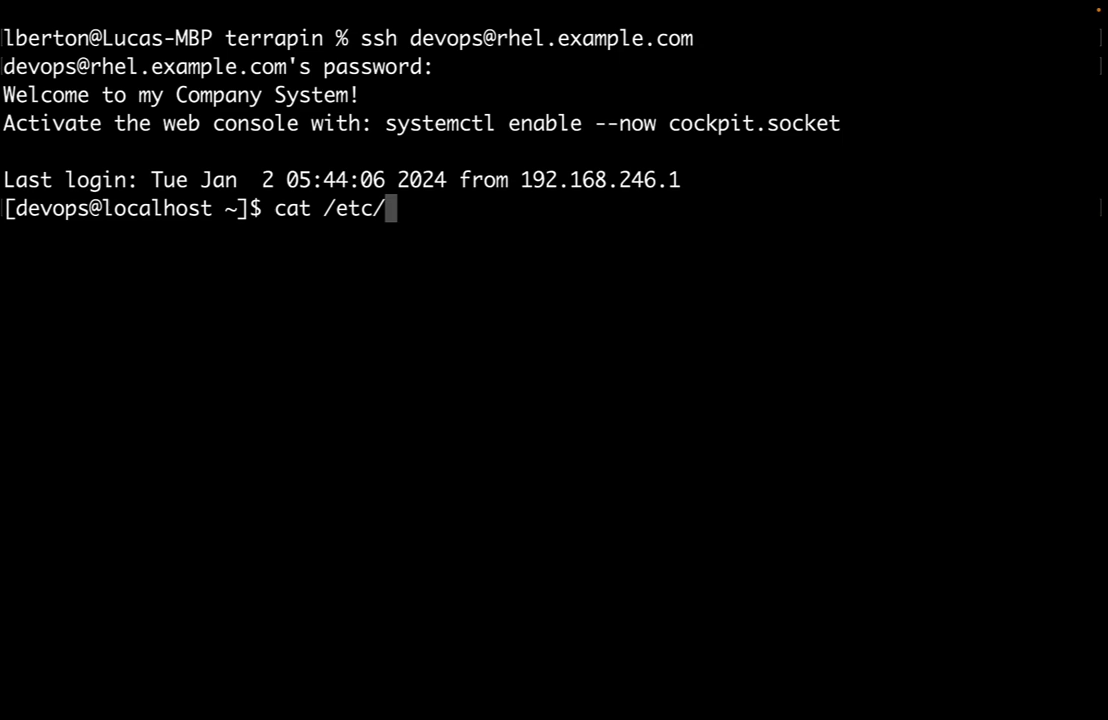 lberton@Lucas-MBP terrapin % ssh devops@rhel.example.com
devops@rhel.example.com's password:
Welcome to my Company System!
Activate the web console with: systemctl enable --now cockpit.socket
Last login: Tue Jan  2 05:44:06 2024 from 192.168.246.1
[devops@localhost ~]$ cat /etc/